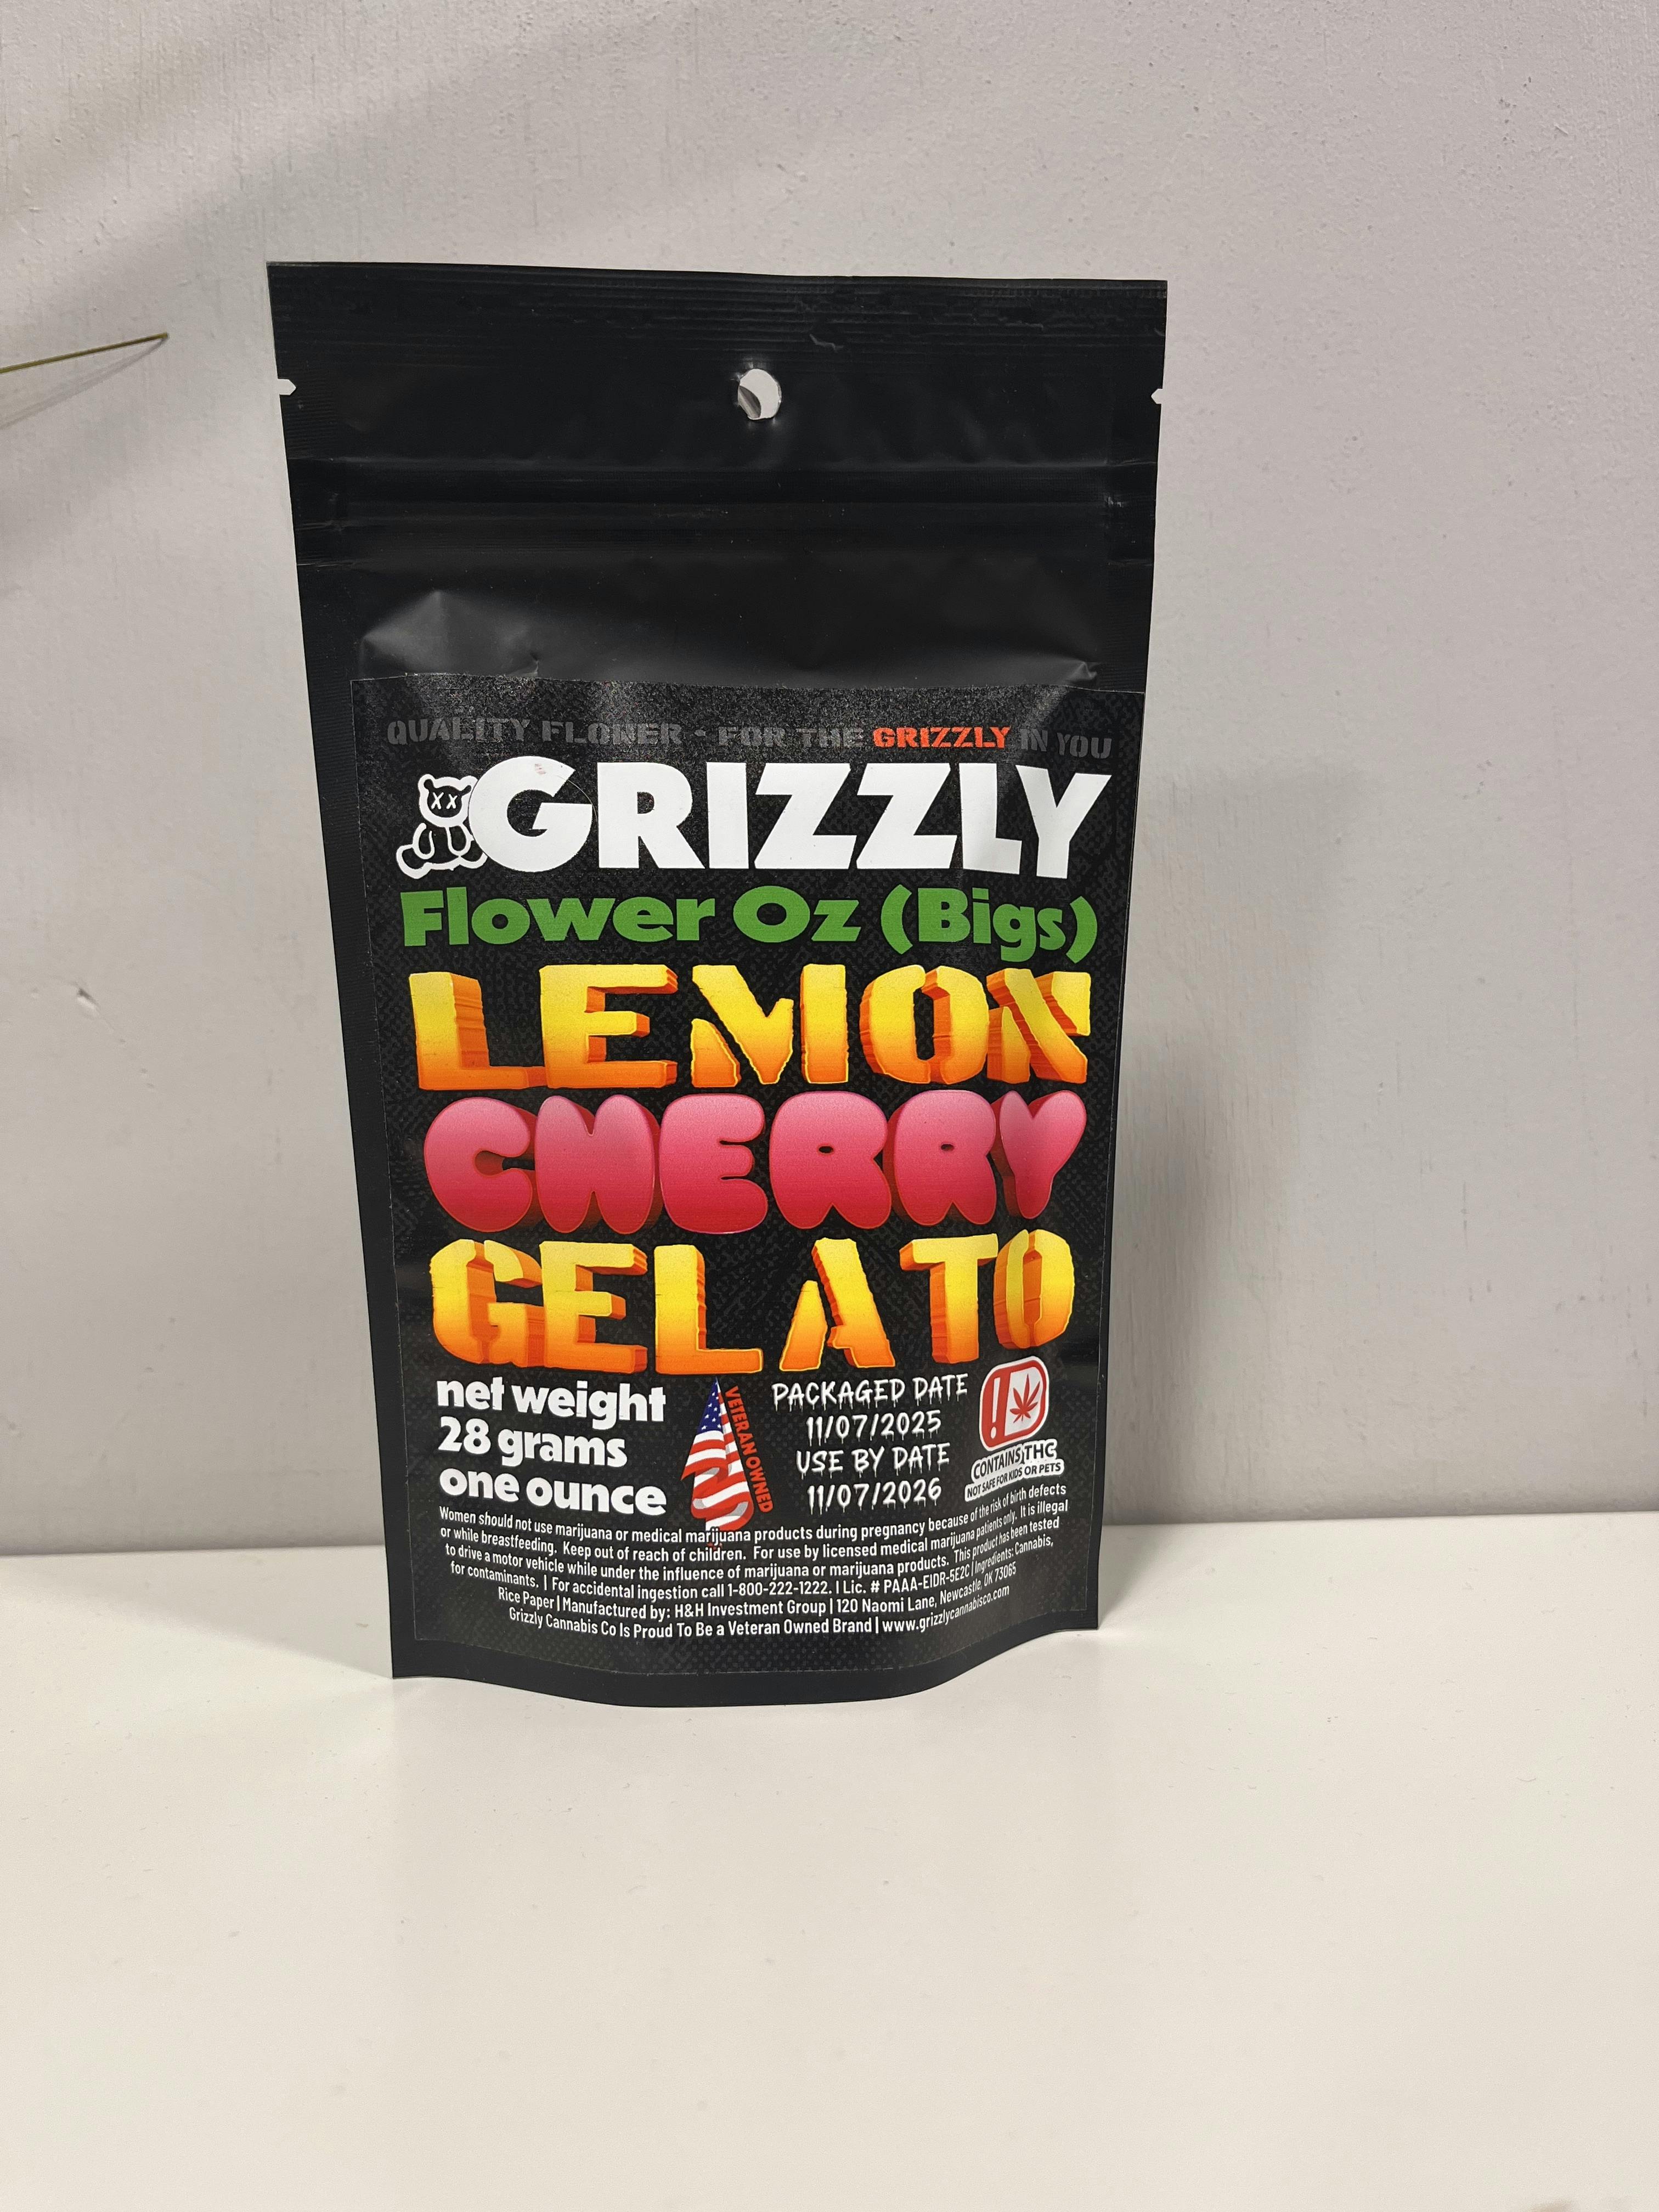 QUALITY FLOWER - FOR THE GRIZZLY IN YOU
GRIZZLY
Flower Oz (Bigs)
LEMON
CHERRY
GELATO
net weight
28 grams
one ounce
VETERAN OWNED
PACKAGED DATE
11/07/2025
USE BY DATE
11/07/2026
CONTAINS THC
NOT SAFE FOR KIDS OR PETS
Women should not use marijuana or medical marijuana products during pregnancy because of the risk of birth defects
or while breastfeeding. Keep out of reach of children. For use by licensed medical marijuana patients only. It is illegal
to drive a motor vehicle while under the influence of marijuana or marijuana products. This product has been tested
for contaminants. | For accidental ingestion call 1-800-222-1222. | Lic. # PAAA-EIDR-5E2C | Ingredients: Cannabis,
Rice Paper | Manufactured by: H&H Investment Group | 120 Naomi Lane, Newcastle, OK 73065
Grizzly Cannabis Co Is Proud To Be a Veteran Owned Brand | www.grizzlycannabisco.com